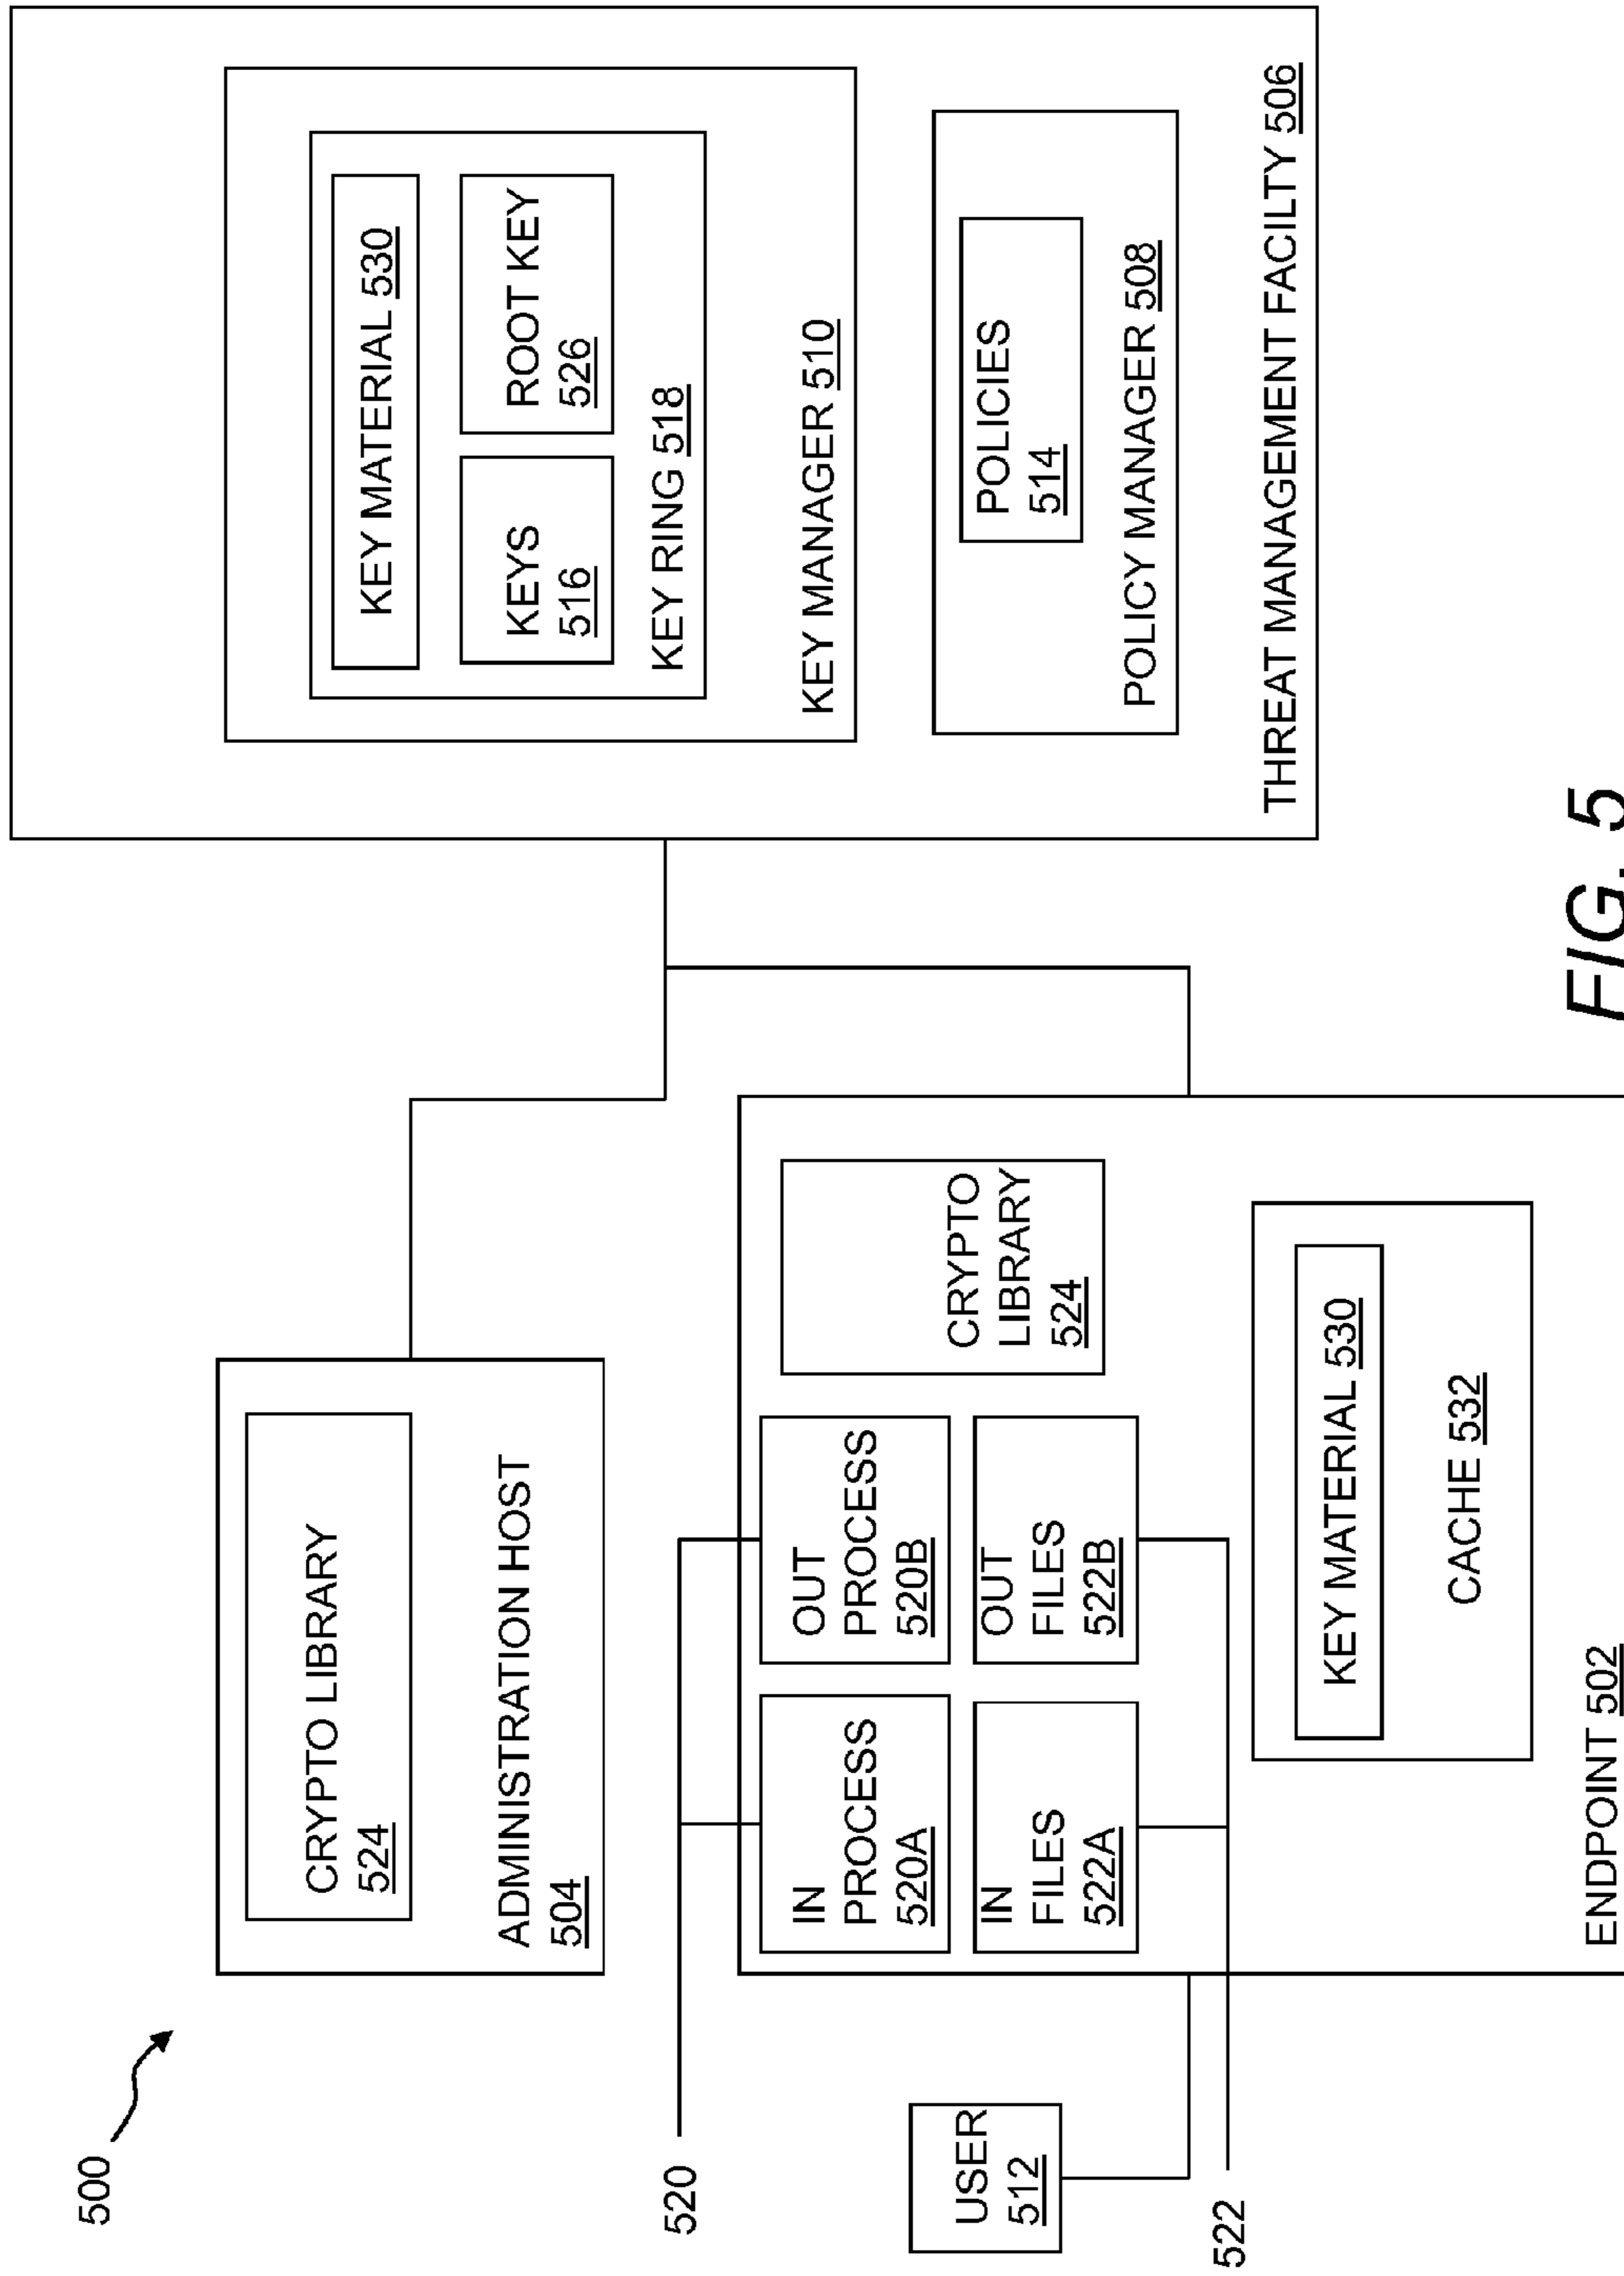 500
CRYPTO LIBRARY
524
ADMINISTRATION HOST
504
520
USER
512
522
IN
PROCESS
520A
OUT
PROCESS
520B
IN
FILES
522A
OUT
FILES
522B
CRYPTO
LIBRARY
524
KEY MATERIAL 530
CACHE 532
ENDPOINT 502
KEY MATERIAL 530
KEYS
516
ROOT KEY
526
KEY RING 518
KEY MANAGER 510
POLICIES
514
POLICY MANAGER 508
THREAT MANAGEMENT FACILTY 506
FIG. 5